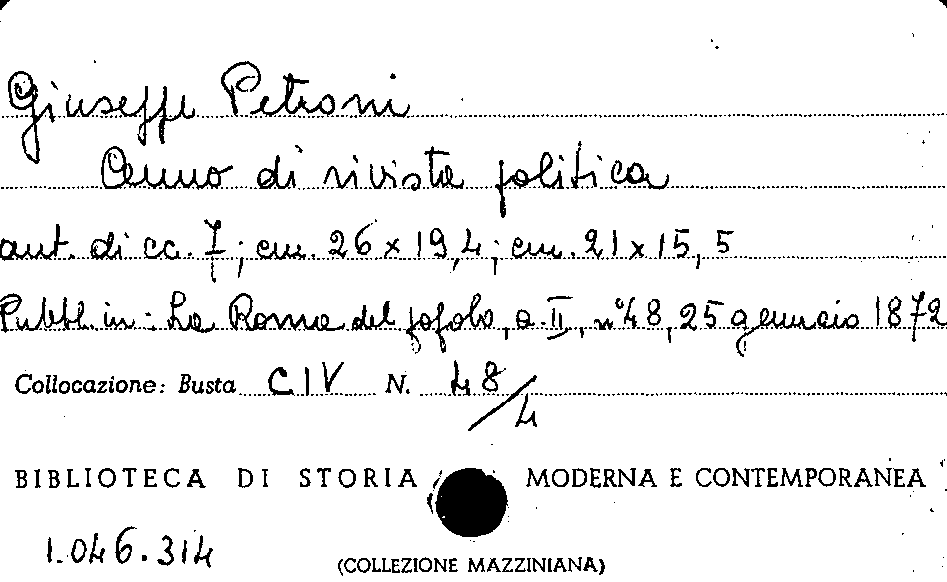 Giuseppe Petroni
Cenno di rivista politica
aut. di cc. 7; cm. 26 x 19,4; cm. 21 x 15,5
Pubbl. in: La Roma del popolo, a. II, n° 48, 25 gennaio 1872
Collocazione: Busta CIV N. 48/4
BIBLIOTECA DI STORIA MODERNA E CONTEMPORANEA
1.046.314
(COLLEZIONE MAZZINIANA)